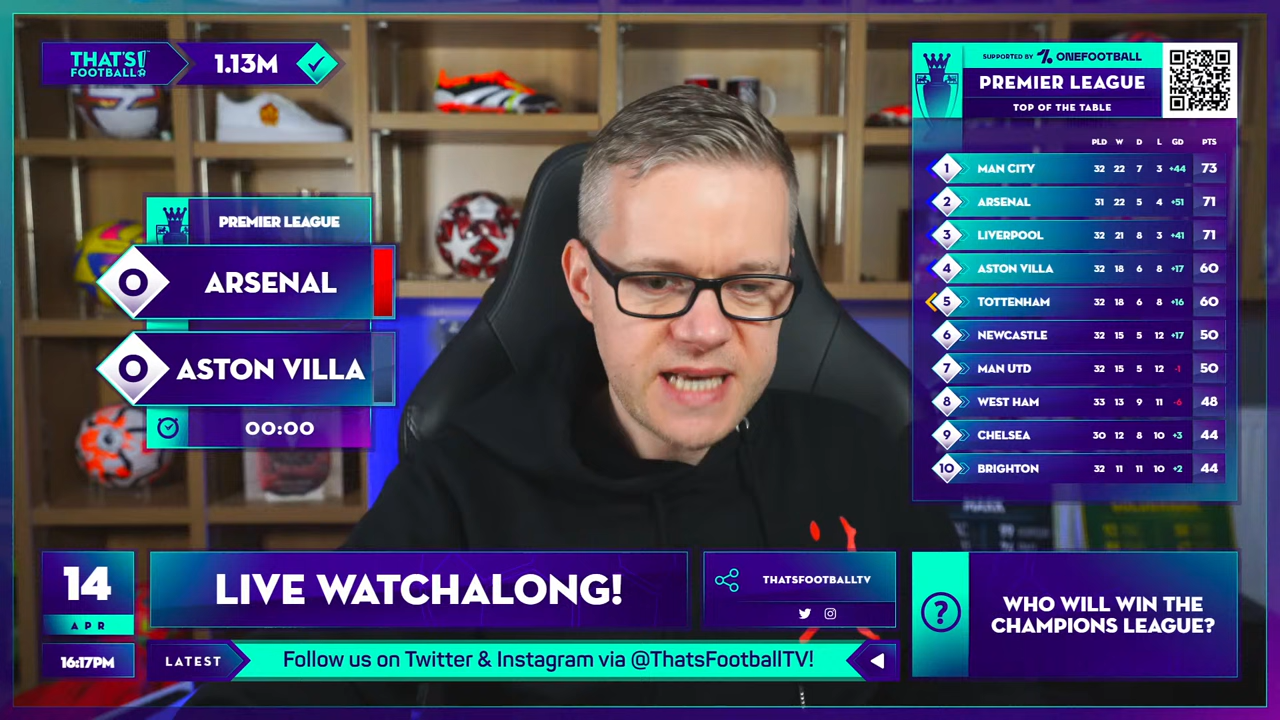 THAT'S!
FOOTBALL
1.13M
PREMIER LEAGUE
O ARSENAL
O ASTON VILLA
00:00
SUPPORTED BY ONEFOOTBALL
PREMIER LEAGUE
TOP OF THE TABLE
PLD W D L GD PTS
1 MAN CITY 32 22 7 3 +44 73
2 ARSENAL 31 22 5 4 +51 71
3 LIVERPOOL 32 21 8 3 +41 71
4 ASTON VILLA 32 18 6 8 +17 60
5 TOTTENHAM 32 18 6 8 +16 60
6 NEWCASTLE 32 15 5 12 +17 50
7 MAN UTD 32 15 5 12 -1 50
8 WEST HAM 33 13 9 11 -6 48
9 CHELSEA 30 12 8 10 +3 44
10 BRIGHTON 32 11 11 10 +2 44
14
APR
16:17PM
LIVE WATCHALONG!
THATSFOOTBALLTV
LATEST
Follow us on Twitter & Instagram via @ThatsFootballTV!
?
WHO WILL WIN THE
CHAMPIONS LEAGUE?